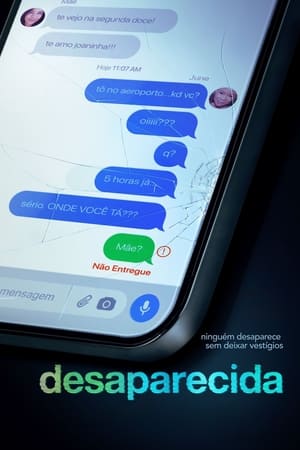 Mãe
te vejo na segunda doce!
te amo joaninha!!!
Hoje 11:07 AM
June
tô no aeroporto...kd vc?
oiiii???
q?
5 horas já.
sério. ONDE VOCÊ TÁ???
Mãe?
Não Entregue
mensagem
ninguém desaparece
sem deixar vestígios
desaparecida